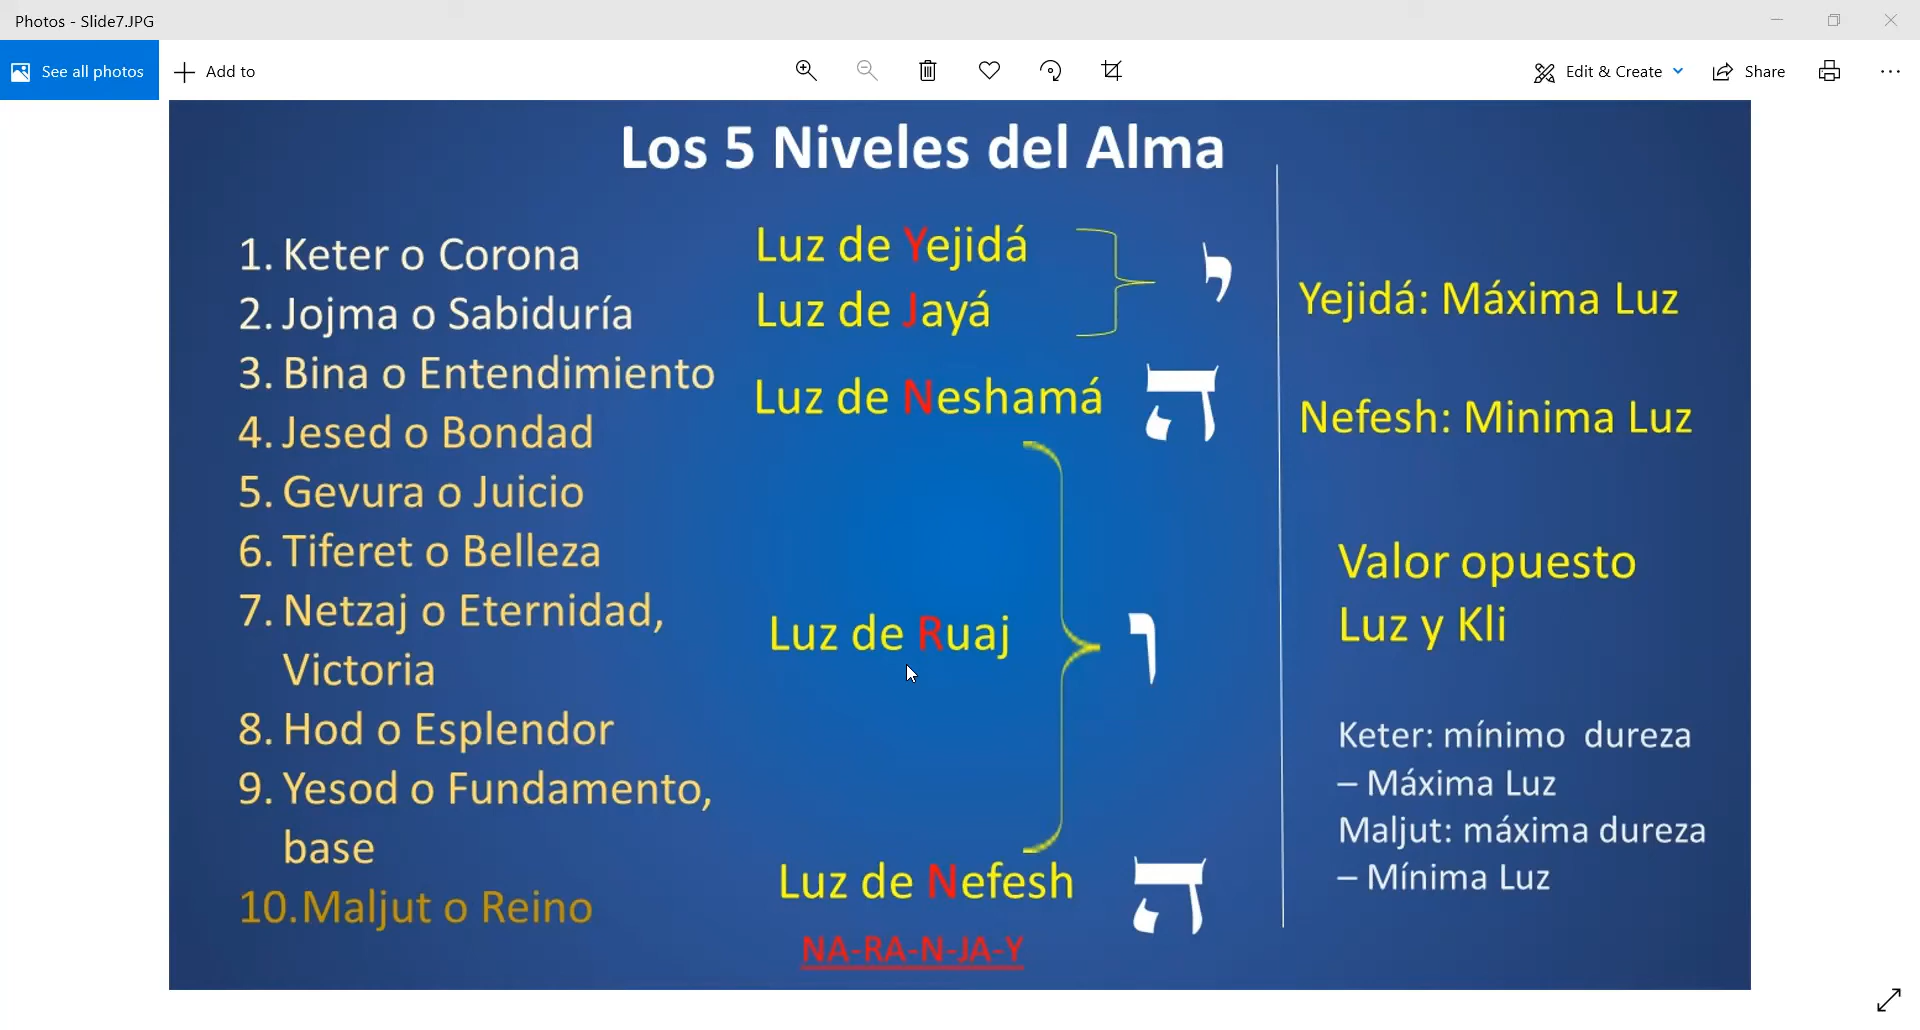 Photos - Slide7.JPG
See all photos
Add to
Edit & Create
Share
Los 5 Niveles del Alma
1. Keter o Corona
2. Jojma o Sabiduría
3. Bina o Entendimiento
4. Jesed o Bondad
5. Gevura o Juicio
6. Tiferet o Belleza
7. Netzaj o Eternidad,
Victoria
8. Hod o Esplendor
9. Yesod o Fundamento,
base
10.Maljut o Reino
Luz de Yejidá
Luz de Jayá
י
Luz de Neshamá ה
Luz de Ruaj ו
Luz de Nefesh ה
NA-RA-N-JA-Y
Yejidá: Máxima Luz
Nefesh: Minima Luz
Valor opuesto
Luz y Kli
Keter: mínimo dureza
– Máxima Luz
Maljut: máxima dureza
– Mínima Luz